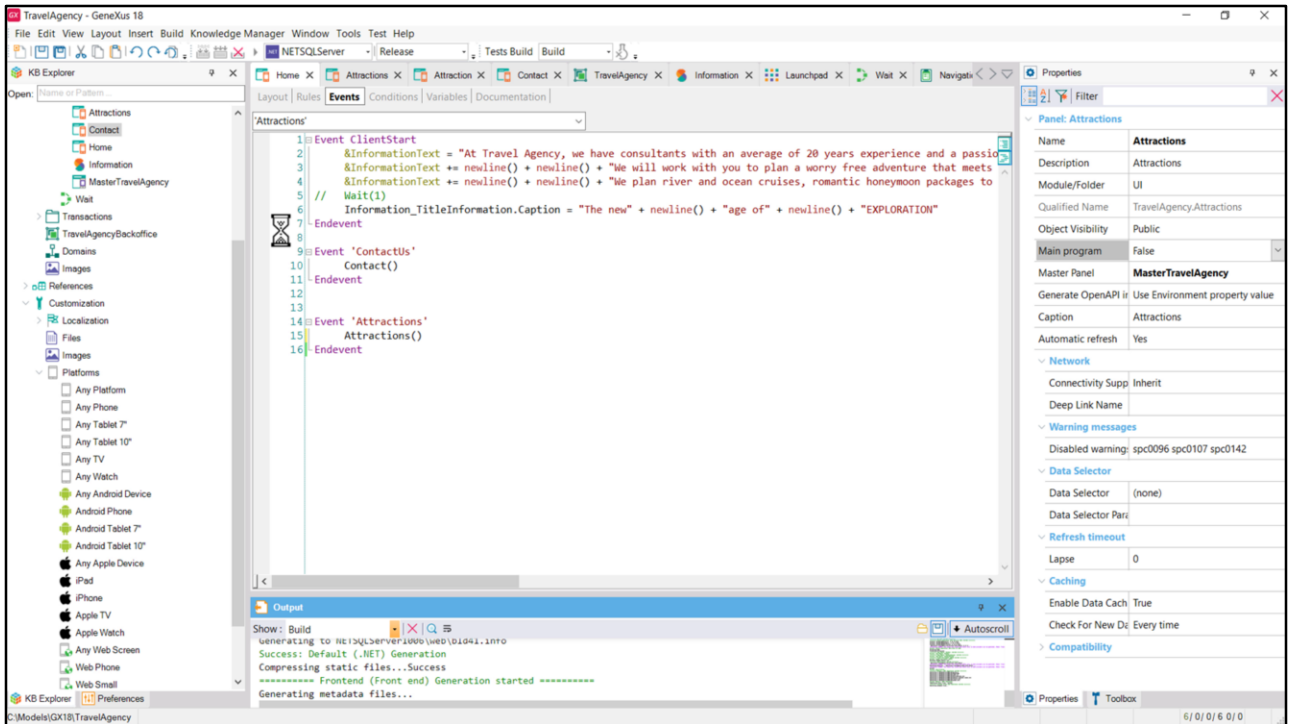 GX TravelAgency - GeneXus 18
File Edit View Layout Insert Build Knowledge Manager Window Tools Test Help
NETSQLServer Release Tests Build Build
KB Explorer
Open: Name or Pattern...
Attractions
Contact
Home
Information
MasterTravelAgency
Wait
Transactions
TravelAgencyBackoffice
Domains
Images
References
Customization
Localization
Files
Images
Platforms
Any Platform
Any Phone
Any Tablet 7"
Any Tablet 10"
Any TV
Any Watch
Any Android Device
Android Phone
Android Tablet 7"
Android Tablet 10"
Any Apple Device
iPad
iPhone
Apple TV
Apple Watch
Any Web Screen
Web Phone
Web Small
KB Explorer Preferences
C:\Models\GX18\TravelAgency
Home Attractions Attraction Contact TravelAgency Information Launchpad Wait Navigati
Layout Rules Events Conditions Variables Documentation
'Attractions'
1 Event ClientStart
2 &InformationText = "At Travel Agency, we have consultants with an average of 20 years experience and a passio
3 &InformationText += newline() + newline() + "We will work with you to plan a worry free adventure that meets
4 &InformationText += newline() + newline() + "We plan river and ocean cruises, romantic honeymoon packages to
5 // Wait(1)
6 Information_TitleInformation.Caption = "The new" + newline() + "age of" + newline() + "EXPLORATION"
7 Endevent
8
9 Event 'ContactUs'
10 Contact()
11 Endevent
12
13
14 Event 'Attractions'
15 Attractions()
16 Endevent
Output
Show: Build Autoscroll
Generating to NETSQLServer1006\web\bld41.info
Success: Default (.NET) Generation
Compressing static files...Success
========== Frontend (Front end) Generation started ==========
Generating metadata files...
Properties
Filter
Panel: Attractions
Name Attractions
Description Attractions
Module/Folder UI
Qualified Name TravelAgency.Attractions
Object Visibility Public
Main program False
Master Panel MasterTravelAgency
Generate OpenAPI ir Use Environment property value
Caption Attractions
Automatic refresh Yes
Network
Connectivity Supp Inherit
Deep Link Name
Warning messages
Disabled warning: spc0096 spc0107 spc0142
Data Selector
Data Selector (none)
Data Selector Para
Refresh timeout
Lapse 0
Caching
Enable Data Cach True
Check For New Da Every time
Compatibility
Properties Toolbox
6/0/0/6 0/0